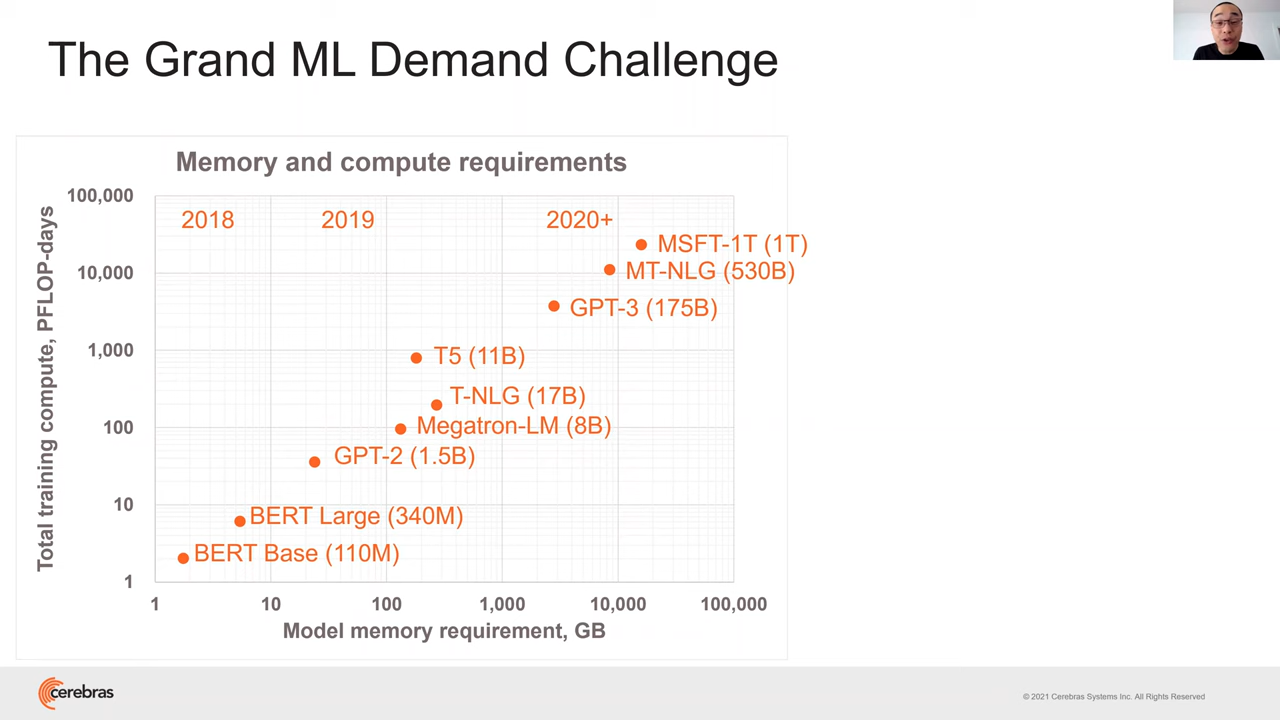 The Grand ML Demand Challenge
Memory and compute requirements
Total training compute, PFLOP-days
100,000
10,000
1,000
100
10
1
2018
2019
2020+
MSFT-1T (1T)
MT-NLG (530B)
GPT-3 (175B)
T5 (11B)
T-NLG (17B)
Megatron-LM (8B)
GPT-2 (1.5B)
BERT Large (340M)
BERT Base (110M)
1
10
100
1,000
10,000
100,000
Model memory requirement, GB
cerebras
© 2021 Cerebras Systems Inc. All Rights Reserved